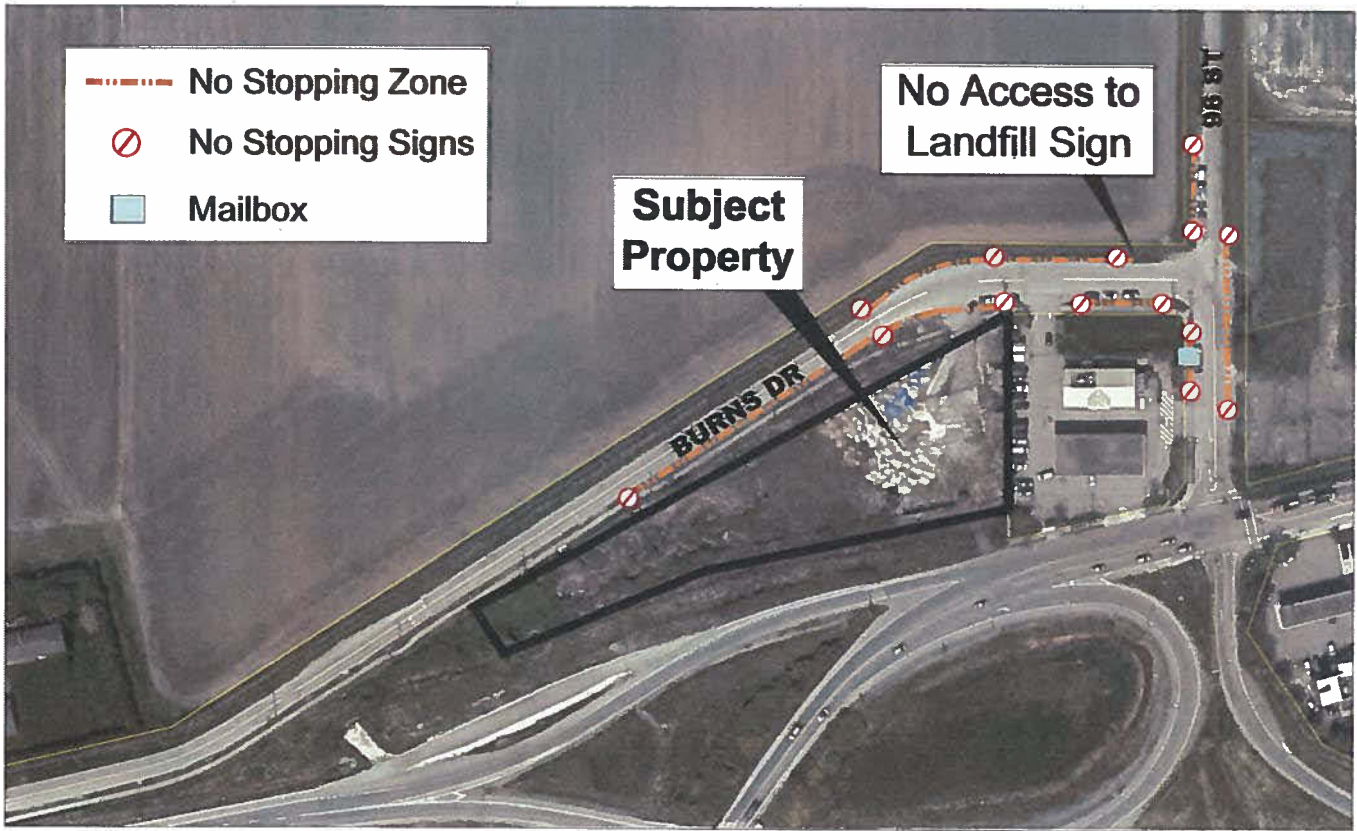 No Stopping Zone
No Stopping Signs
Mailbox
No Access to
Landfill Sign
96 ST
Subject
Property
BURNS DR